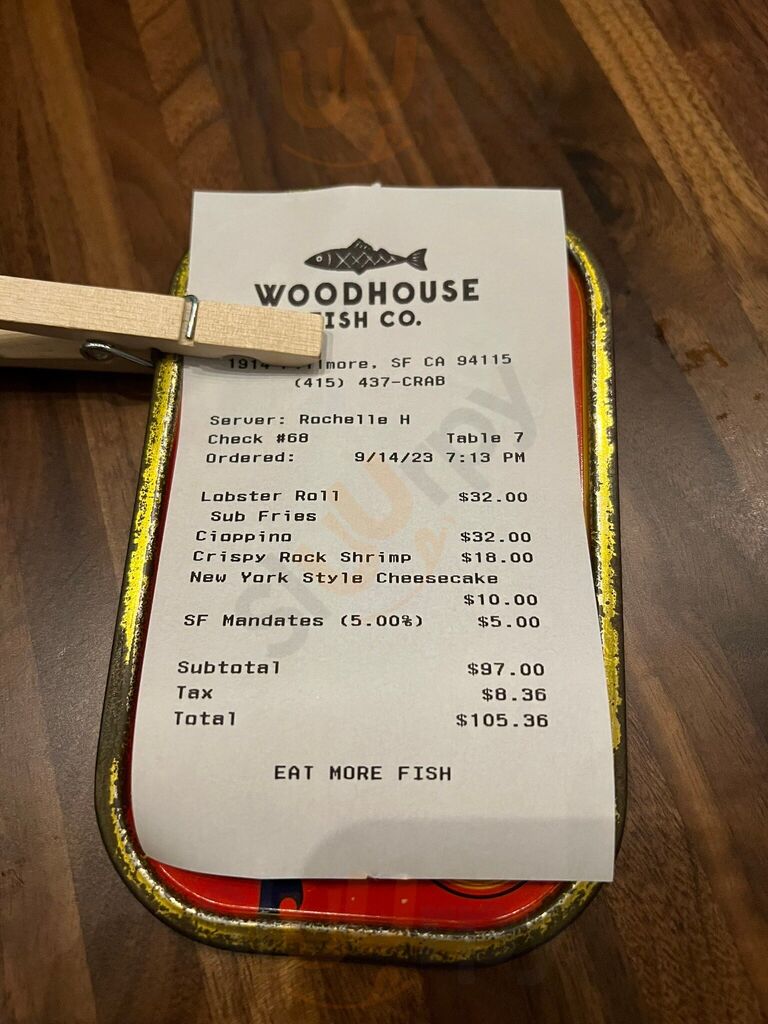 WOODHOUSE
FISH CO.
1914 Fillmore, SF CA 94115
(415) 437-CRAB
Server: Rochelle H
Check #68 Table 7
Ordered: 9/14/23 7:13 PM
Lobster Roll $32.00
Sub Fries
Cioppino $32.00
Crispy Rock Shrimp $18.00
New York Style Cheesecake
$10.00
SF Mandates (5.00%) $5.00
Subtotal $97.00
Tax $8.36
Total $105.36
EAT MORE FISH